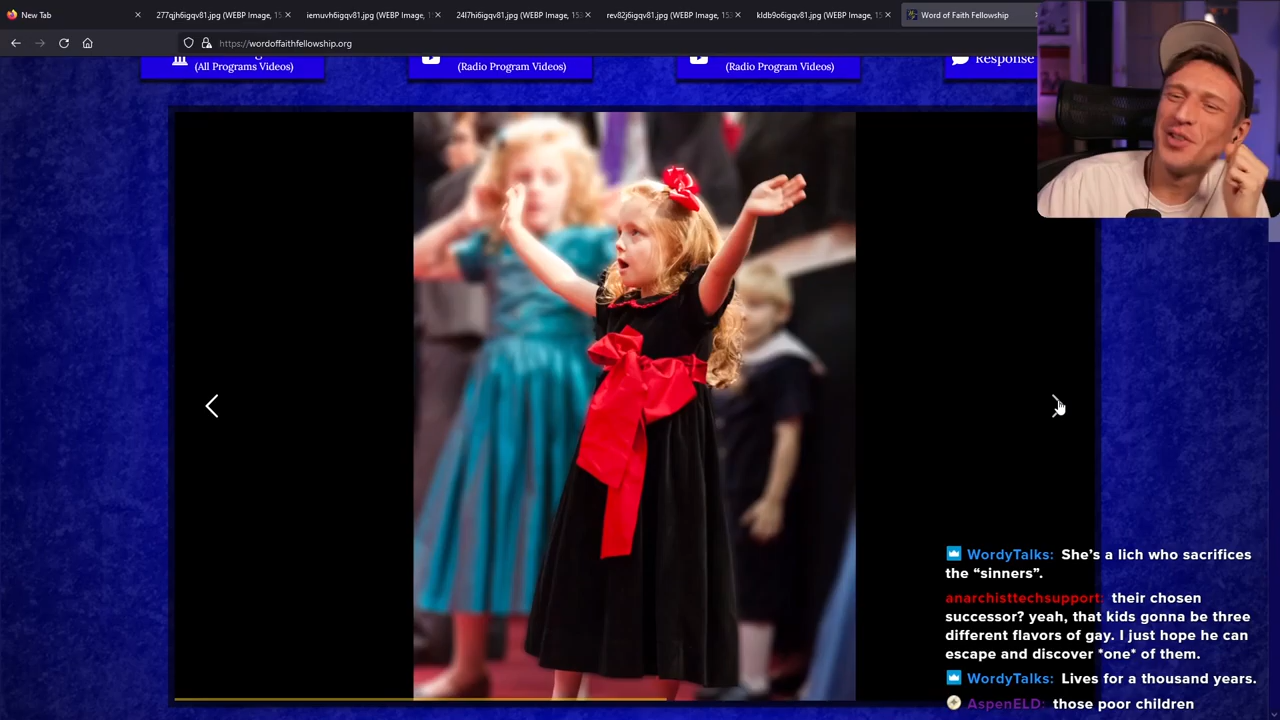 New Tab
277qjh6igqv81.jpg (WEBP Image, 15
iemuvh6igqv81.jpg (WEBP Image, 1
24l7hi6igqv81.jpg (WEBP Image, 153
rev82j6igqv81.jpg (WEBP Image, 153
kldb9o6igqv81.jpg (WEBP Image, 15
Word of Faith Fellowship
https://wordoffaithfellowship.org
(All Programs Videos)
(Radio Program Videos)
(Radio Program Videos)
Response
WordyTalks: She's a lich who sacrifices
the “sinners”.
anarchisttechsupport: their chosen
successor? yeah, that kids gonna be three
different flavors of gay. I just hope he can
escape and discover *one* of them.
WordyTalks: Lives for a thousand years.
AspenELD: those poor children